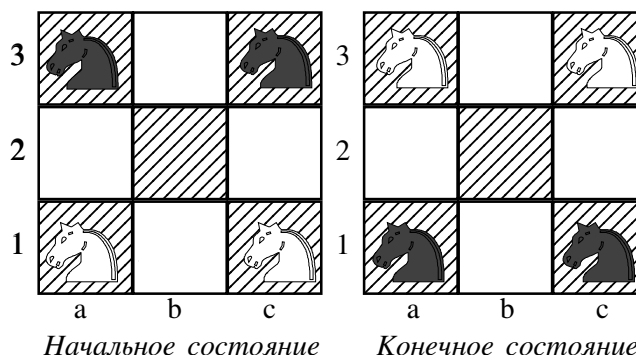 3 3
2 2
1 1
a b c a b c
Начальное состояние Конечное состояние